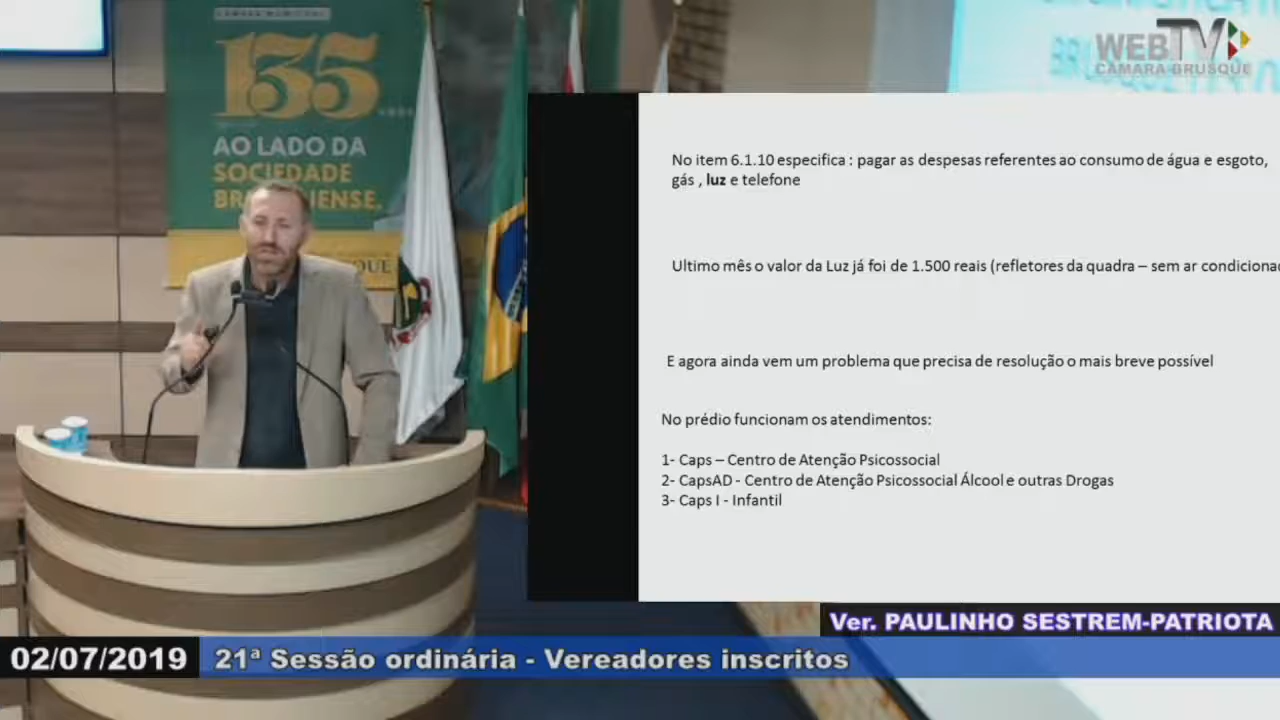 CÂMARA MUNICIPAL
135
AO LADO DA
SOCIEDADE
BR
IENSE.
QUE
WEBTV
CÂMARA BRUSQUE
No item 6.1.10 especifica : pagar as despesas referentes ao consumo de água e esgoto,
gás , luz e telefone
Ultimo mês o valor da Luz já foi de 1.500 reais (refletores da quadra – sem ar condiciona
E agora ainda vem um problema que precisa de resolução o mais breve possível
No prédio funcionam os atendimentos:
1- Caps – Centro de Atenção Psicossocial
2- CapsAD - Centro de Atenção Psicossocial Álcool e outras Drogas
3- Caps I - Infantil
Ver. PAULINHO SESTREM-PATRIOTA
02/07/2019
21ª Sessão ordinária - Vereadores inscritos